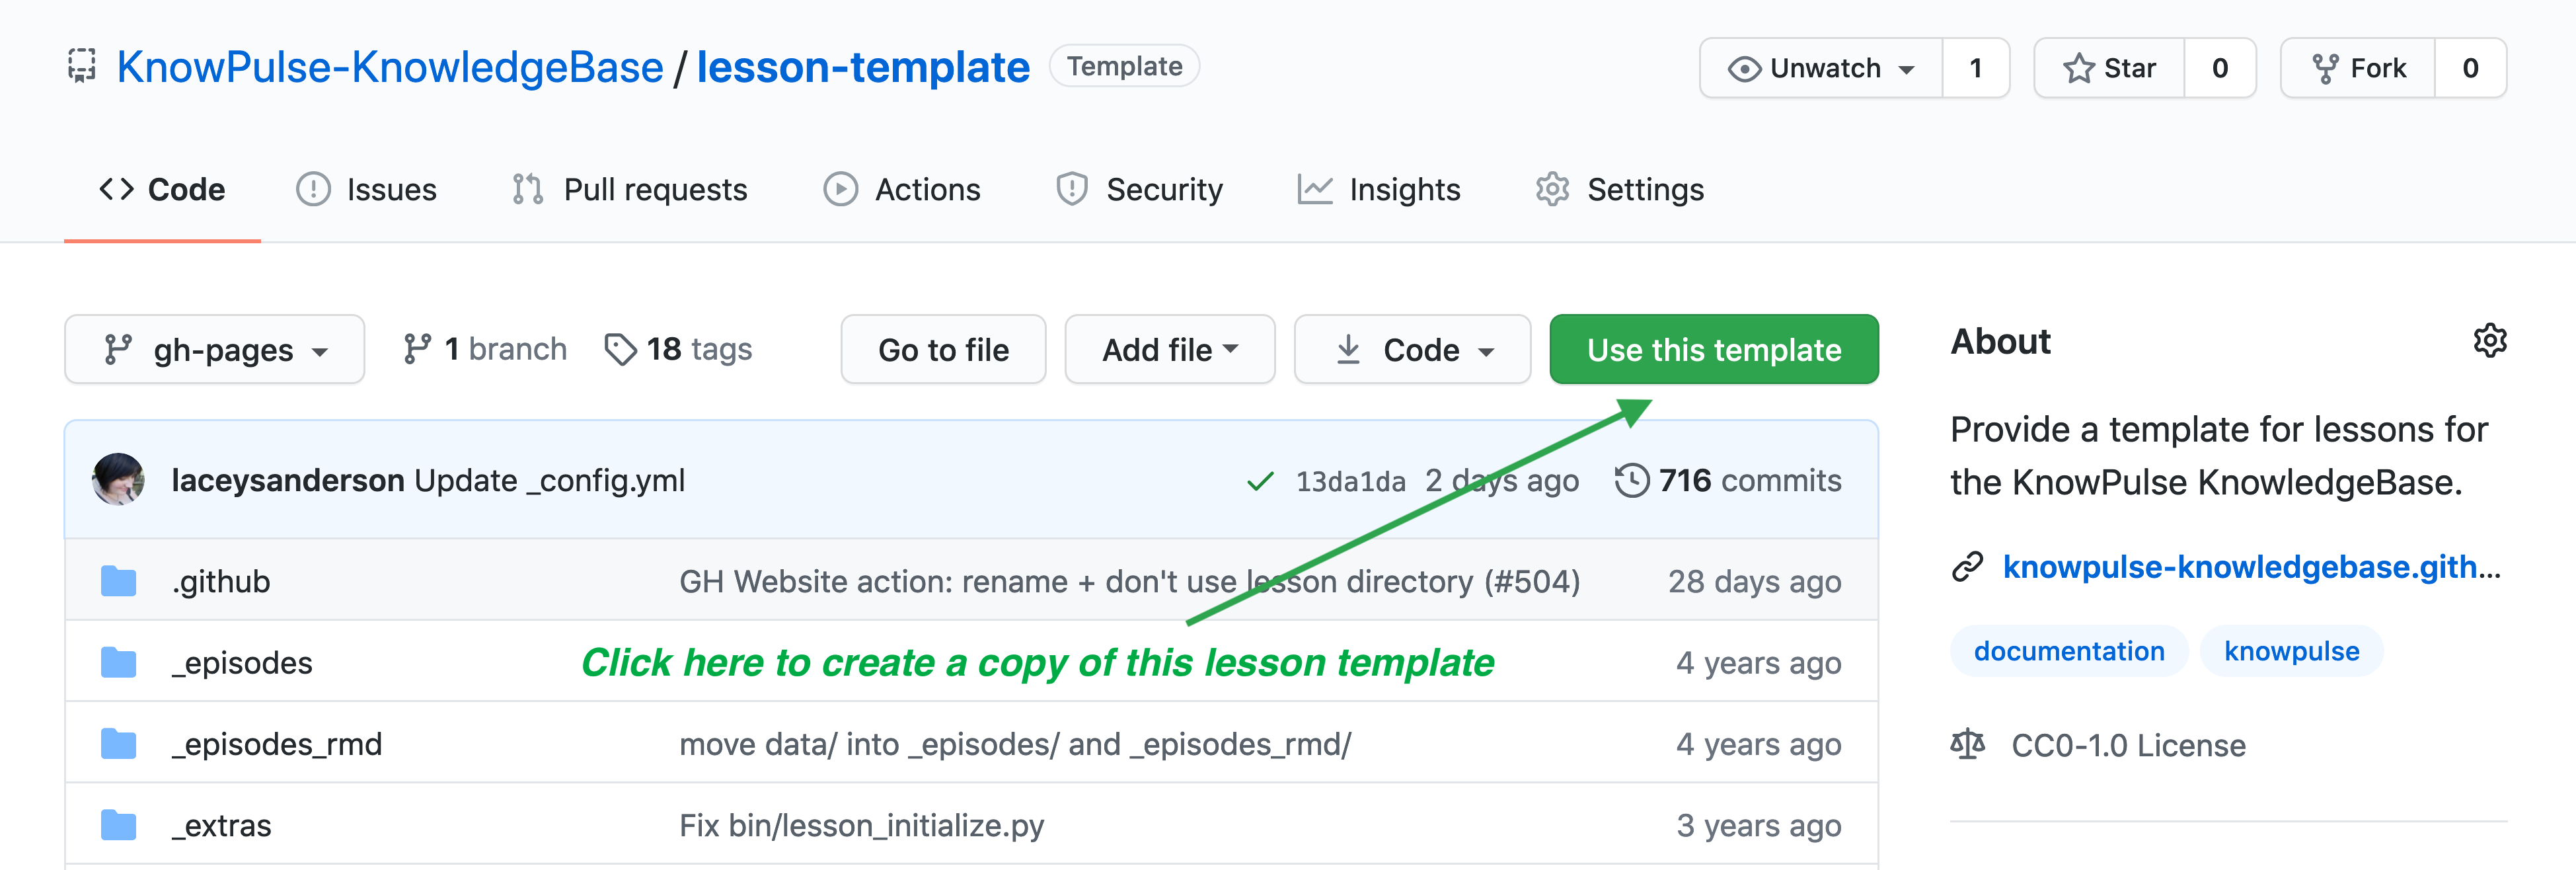 KnowPulse-KnowledgeBase / lesson-template Template Unwatch 1 Star 0 Fork 0
Code Issues Pull requests Actions Security Insights Settings
gh-pages 1 branch 18 tags Go to file Add file Code Use this template
laceysanderson Update _config.yml 13da1da 2 days ago 716 commits
.github GH Website action: rename + don't use lesson directory (#504) 28 days ago
_episodes Click here to create a copy of this lesson template 4 years ago
_episodes_rmd move data/ into _episodes/ and _episodes_rmd/ 4 years ago
_extras Fix bin/lesson_initialize.py 3 years ago
About
Provide a template for lessons for
the KnowPulse KnowledgeBase.
knowpulse-knowledgebase.gith...
documentation knowpulse
CC0-1.0 License